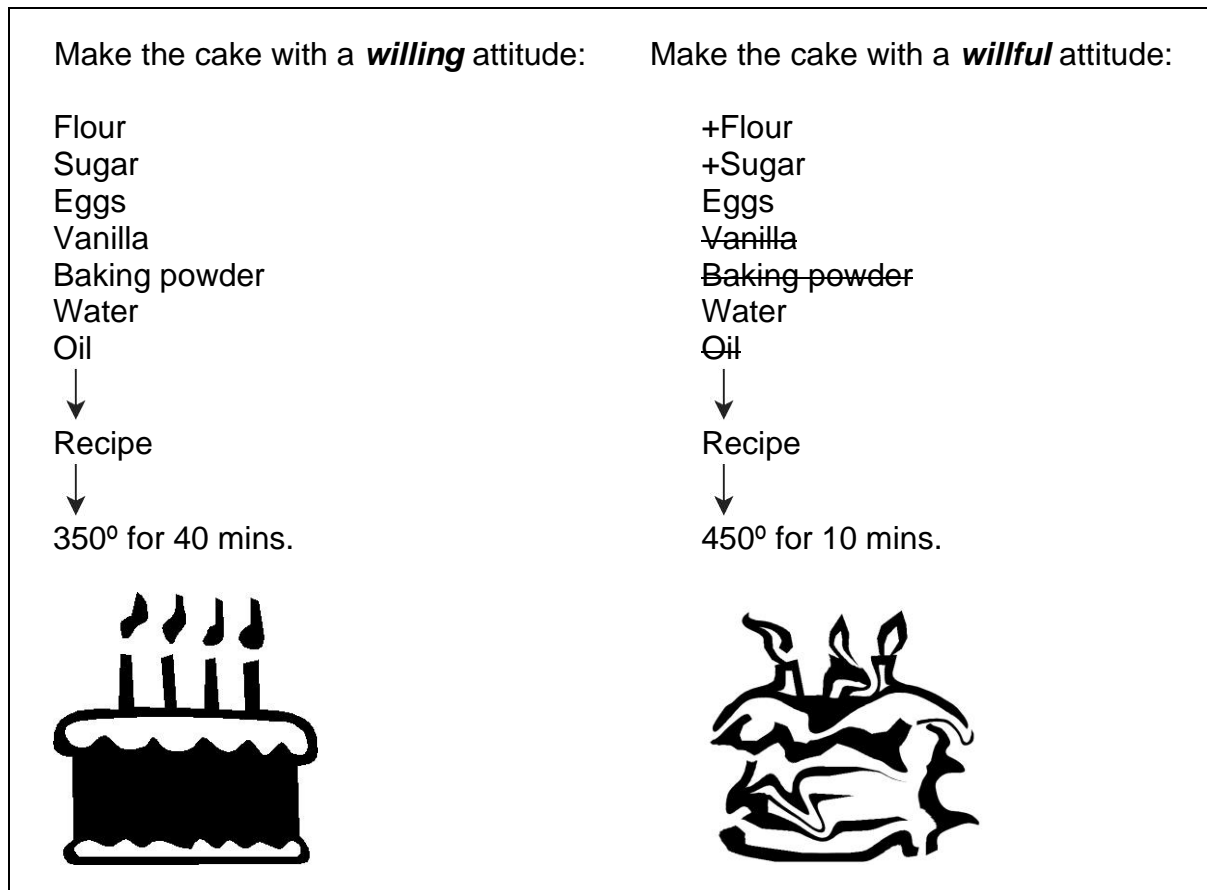 Make the cake with a willing attitude:
Flour
Sugar
Eggs
Vanilla
Baking powder
Water
Oil
Recipe
350º for 40 mins.
Make the cake with a willful attitude:
+Flour
+Sugar
Eggs
Vanilla
Baking powder
Water
Oil
Recipe
450º for 10 mins.